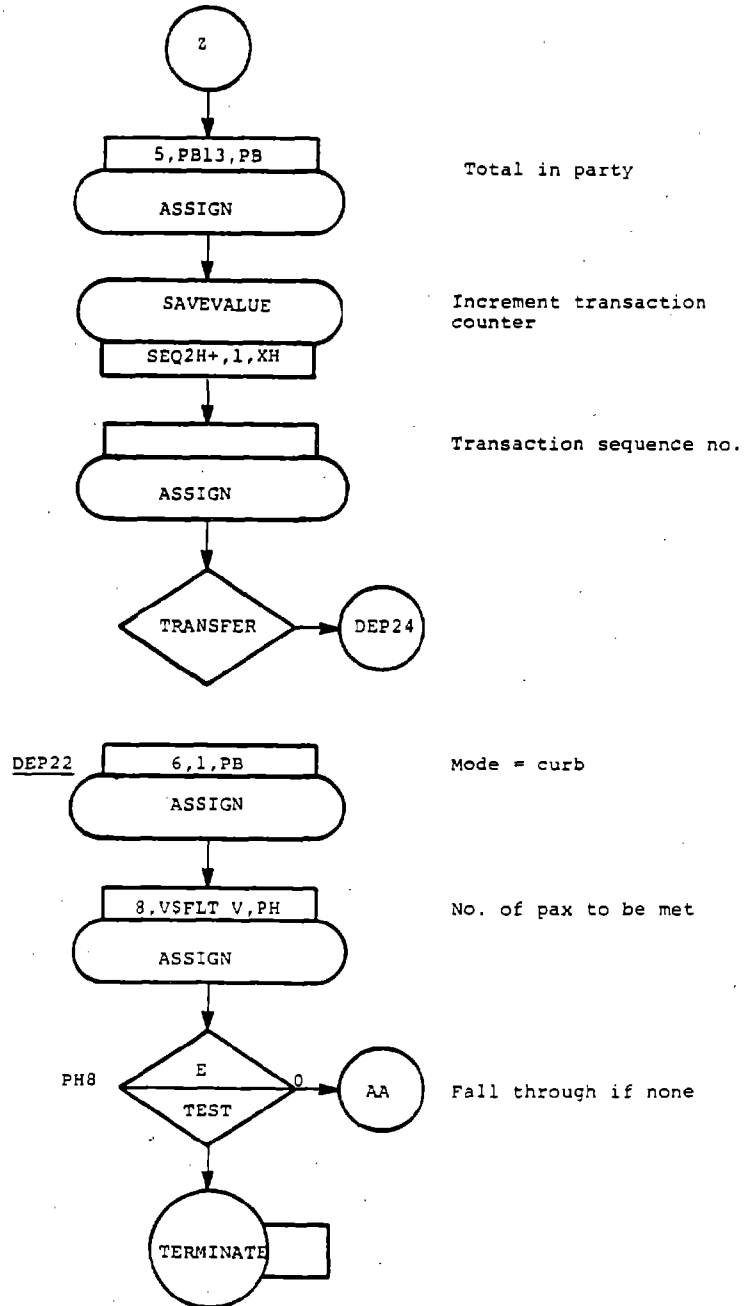 Z
5,PB13,PB
Total in party
ASSIGN
SAVEVALUE
Increment transaction
counter
SEQ2H+,1,XH
Transaction sequence no.
ASSIGN
TRANSFER
DEP24
DEP22
6,1,PB
Mode = curb
ASSIGN
8,V$FLT V,PH
No. of pax to be met
ASSIGN
PH8
E
0
TEST
AA
Fall through if none
TERMINATE